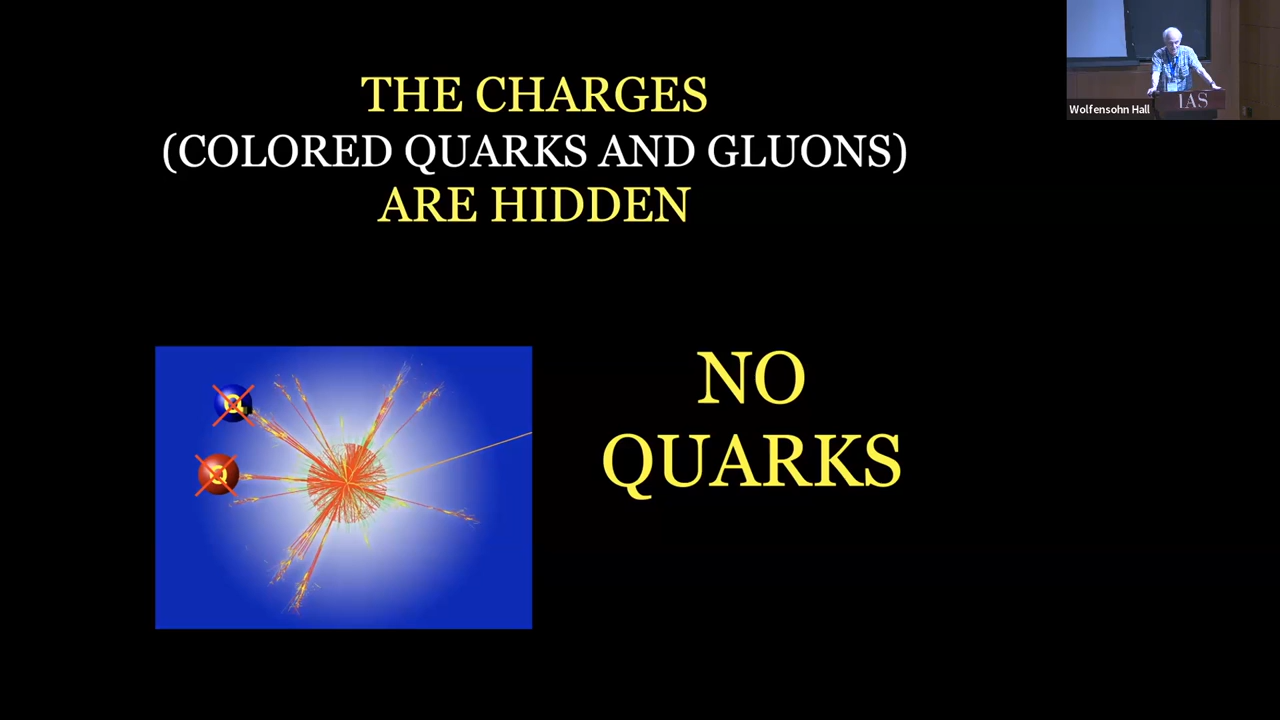 THE CHARGES
(COLORED QUARKS AND GLUONS)
ARE HIDDEN
NO
QUARKS
Q
Q
Wolfensohn Hall
IAS